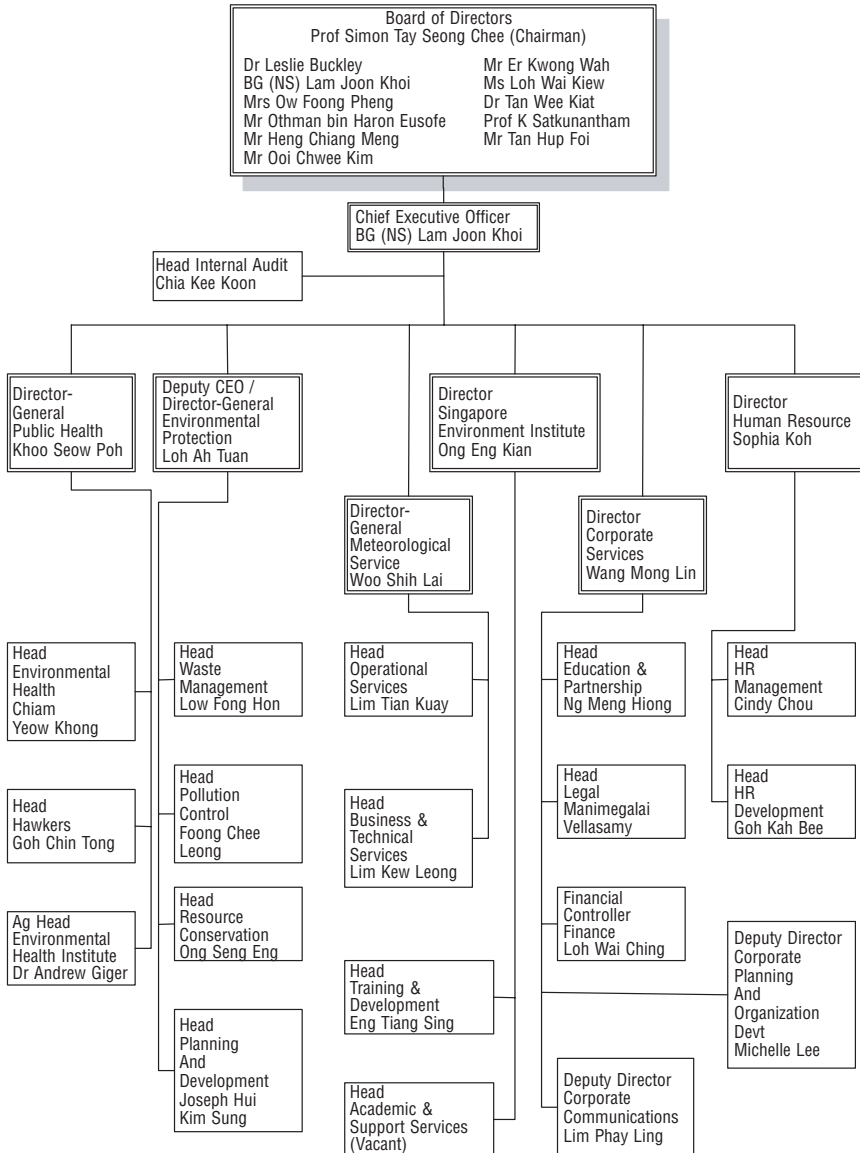 Board of Directors
Prof Simon Tay Seong Chee (Chairman)
Dr Leslie Buckley
BG (NS) Lam Joon Khoi
Mrs Ow Foong Pheng
Mr Othman bin Haron Eusofe
Mr Heng Chiang Meng
Mr Ooi Chwee Kim
Mr Er Kwong Wah
Ms Loh Wai Kiew
Dr Tan Wee Kiat
Prof K Satkunantham
Mr Tan Hup Foi
Chief Executive Officer
BG (NS) Lam Joon Khoi
Head Internal Audit
Chia Kee Koon
Director-
General
Public Health
Khoo Seow Poh
Deputy CEO /
Director-General
Environmental
Protection
Loh Ah Tuan
Director
Singapore
Environment Institute
Ong Eng Kian
Director
Human Resource
Sophia Koh
Director-
General
Meteorological
Service
Woo Shih Lai
Director
Corporate
Services
Wang Mong Lin
Head
Environmental
Health
Chiam
Yeow Khong
Head
Waste
Management
Low Fong Hon
Head
Operational
Services
Lim Tian Kuay
Head
Education &
Partnership
Ng Meng Hiong
Head
HR
Management
Cindy Chou
Head
Hawkers
Goh Chin Tong
Head
Pollution
Control
Foong Chee
Leong
Head
Business &
Technical
Services
Lim Kew Leong
Head
Legal
Manimegalai
Vellasamy
Head
HR
Development
Goh Kah Bee
Ag Head
Environmental
Health Institute
Dr Andrew Giger
Head
Resource
Conservation
Ong Seng Eng
Financial
Controller
Finance
Loh Wai Ching
Deputy Director
Corporate
Planning
And
Organization
Devt
Michelle Lee
Head
Training &
Development
Eng Tiang Sing
Head
Planning
And
Development
Joseph Hui
Kim Sung
Head
Academic &
Support Services
(Vacant)
Deputy Director
Corporate
Communications
Lim Phay Ling